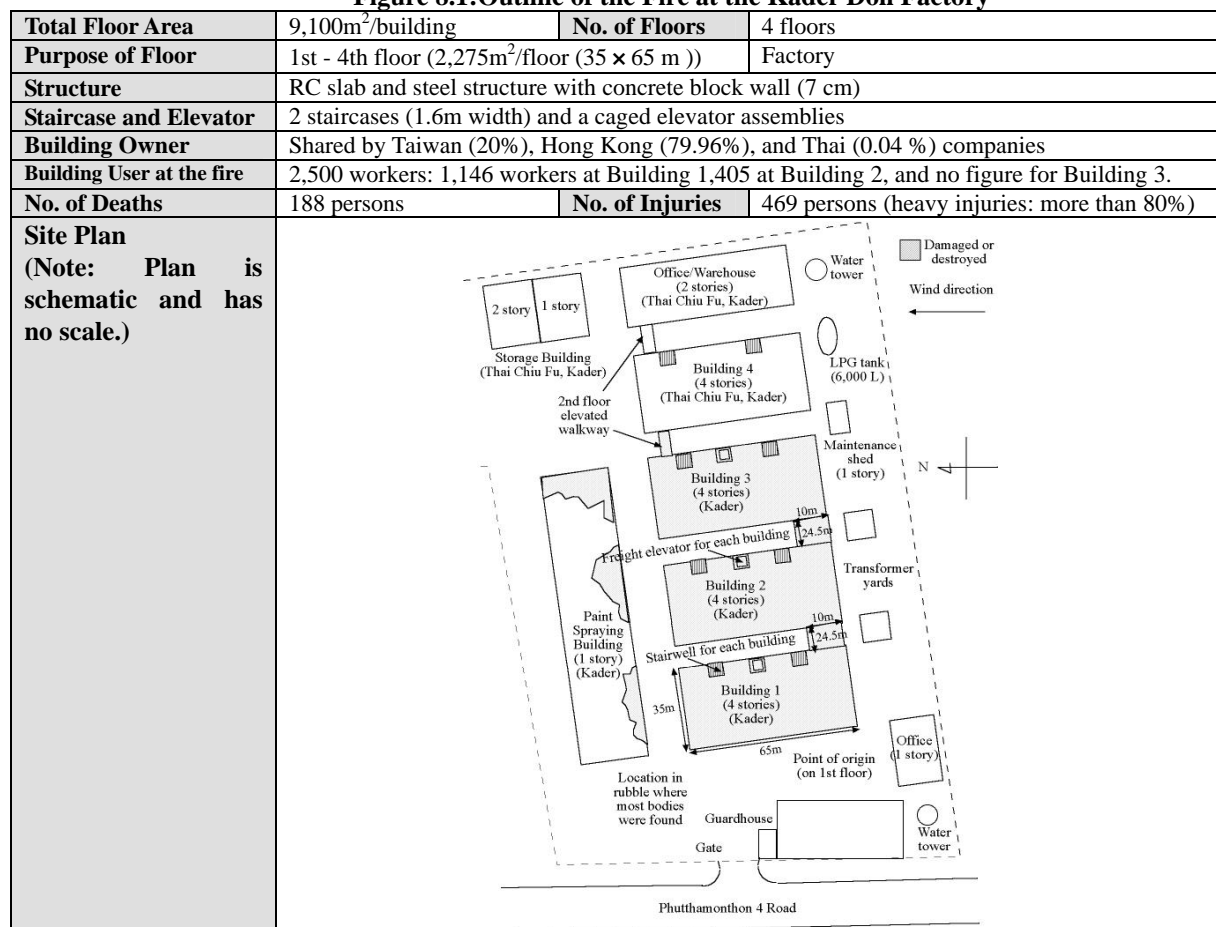 Figure 8.1:Outline of the Fire at the Kader Doll Factory
Total Floor Area 9,100m2/building No. of Floors 4 floors
Purpose of Floor 1st - 4th floor (2,275m2/floor (35 × 65 m )) Factory
Structure RC slab and steel structure with concrete block wall (7 cm)
Staircase and Elevator 2 staircases (1.6m width) and a caged elevator assemblies
Building Owner Shared by Taiwan (20%), Hong Kong (79.96%), and Thai (0.04 %) companies
Building User at the fire 2,500 workers: 1,146 workers at Building 1,405 at Building 2, and no figure for Building 3.
No. of Deaths 188 persons No. of Injuries 469 persons (heavy injuries: more than 80%)
Site Plan
(Note: Plan is
schematic and has
no scale.)
Damaged or
destroyed
Wind direction
Water
tower
Office/Warehouse
(2 stories)
(Thai Chiu Fu, Kader)
2 story
1 story
Storage Building
(Thai Chiu Fu, Kader)
LPG tank
(6,000 L)
Building 4
(4 stories)
(Thai Chiu Fu, Kader)
2nd floor
elevated
walkway
Maintenance
shed
(1 story)
N
Building 3
(4 stories)
(Kader)
10m
24.5m
Freight elevator for each building
Transformer
yards
Building 2
(4 stories)
(Kader)
Paint
Spraying
Building
(1 story)
(Kader)
10m
24.5m
Stairwell for each building
Building 1
(4 stories)
(Kader)
35m
65m
Point of origin
(on 1st floor)
Office
(1 story)
Location in
rubble where
most bodies
were found
Guardhouse
Gate
Water
tower
Phutthamonthon 4 Road